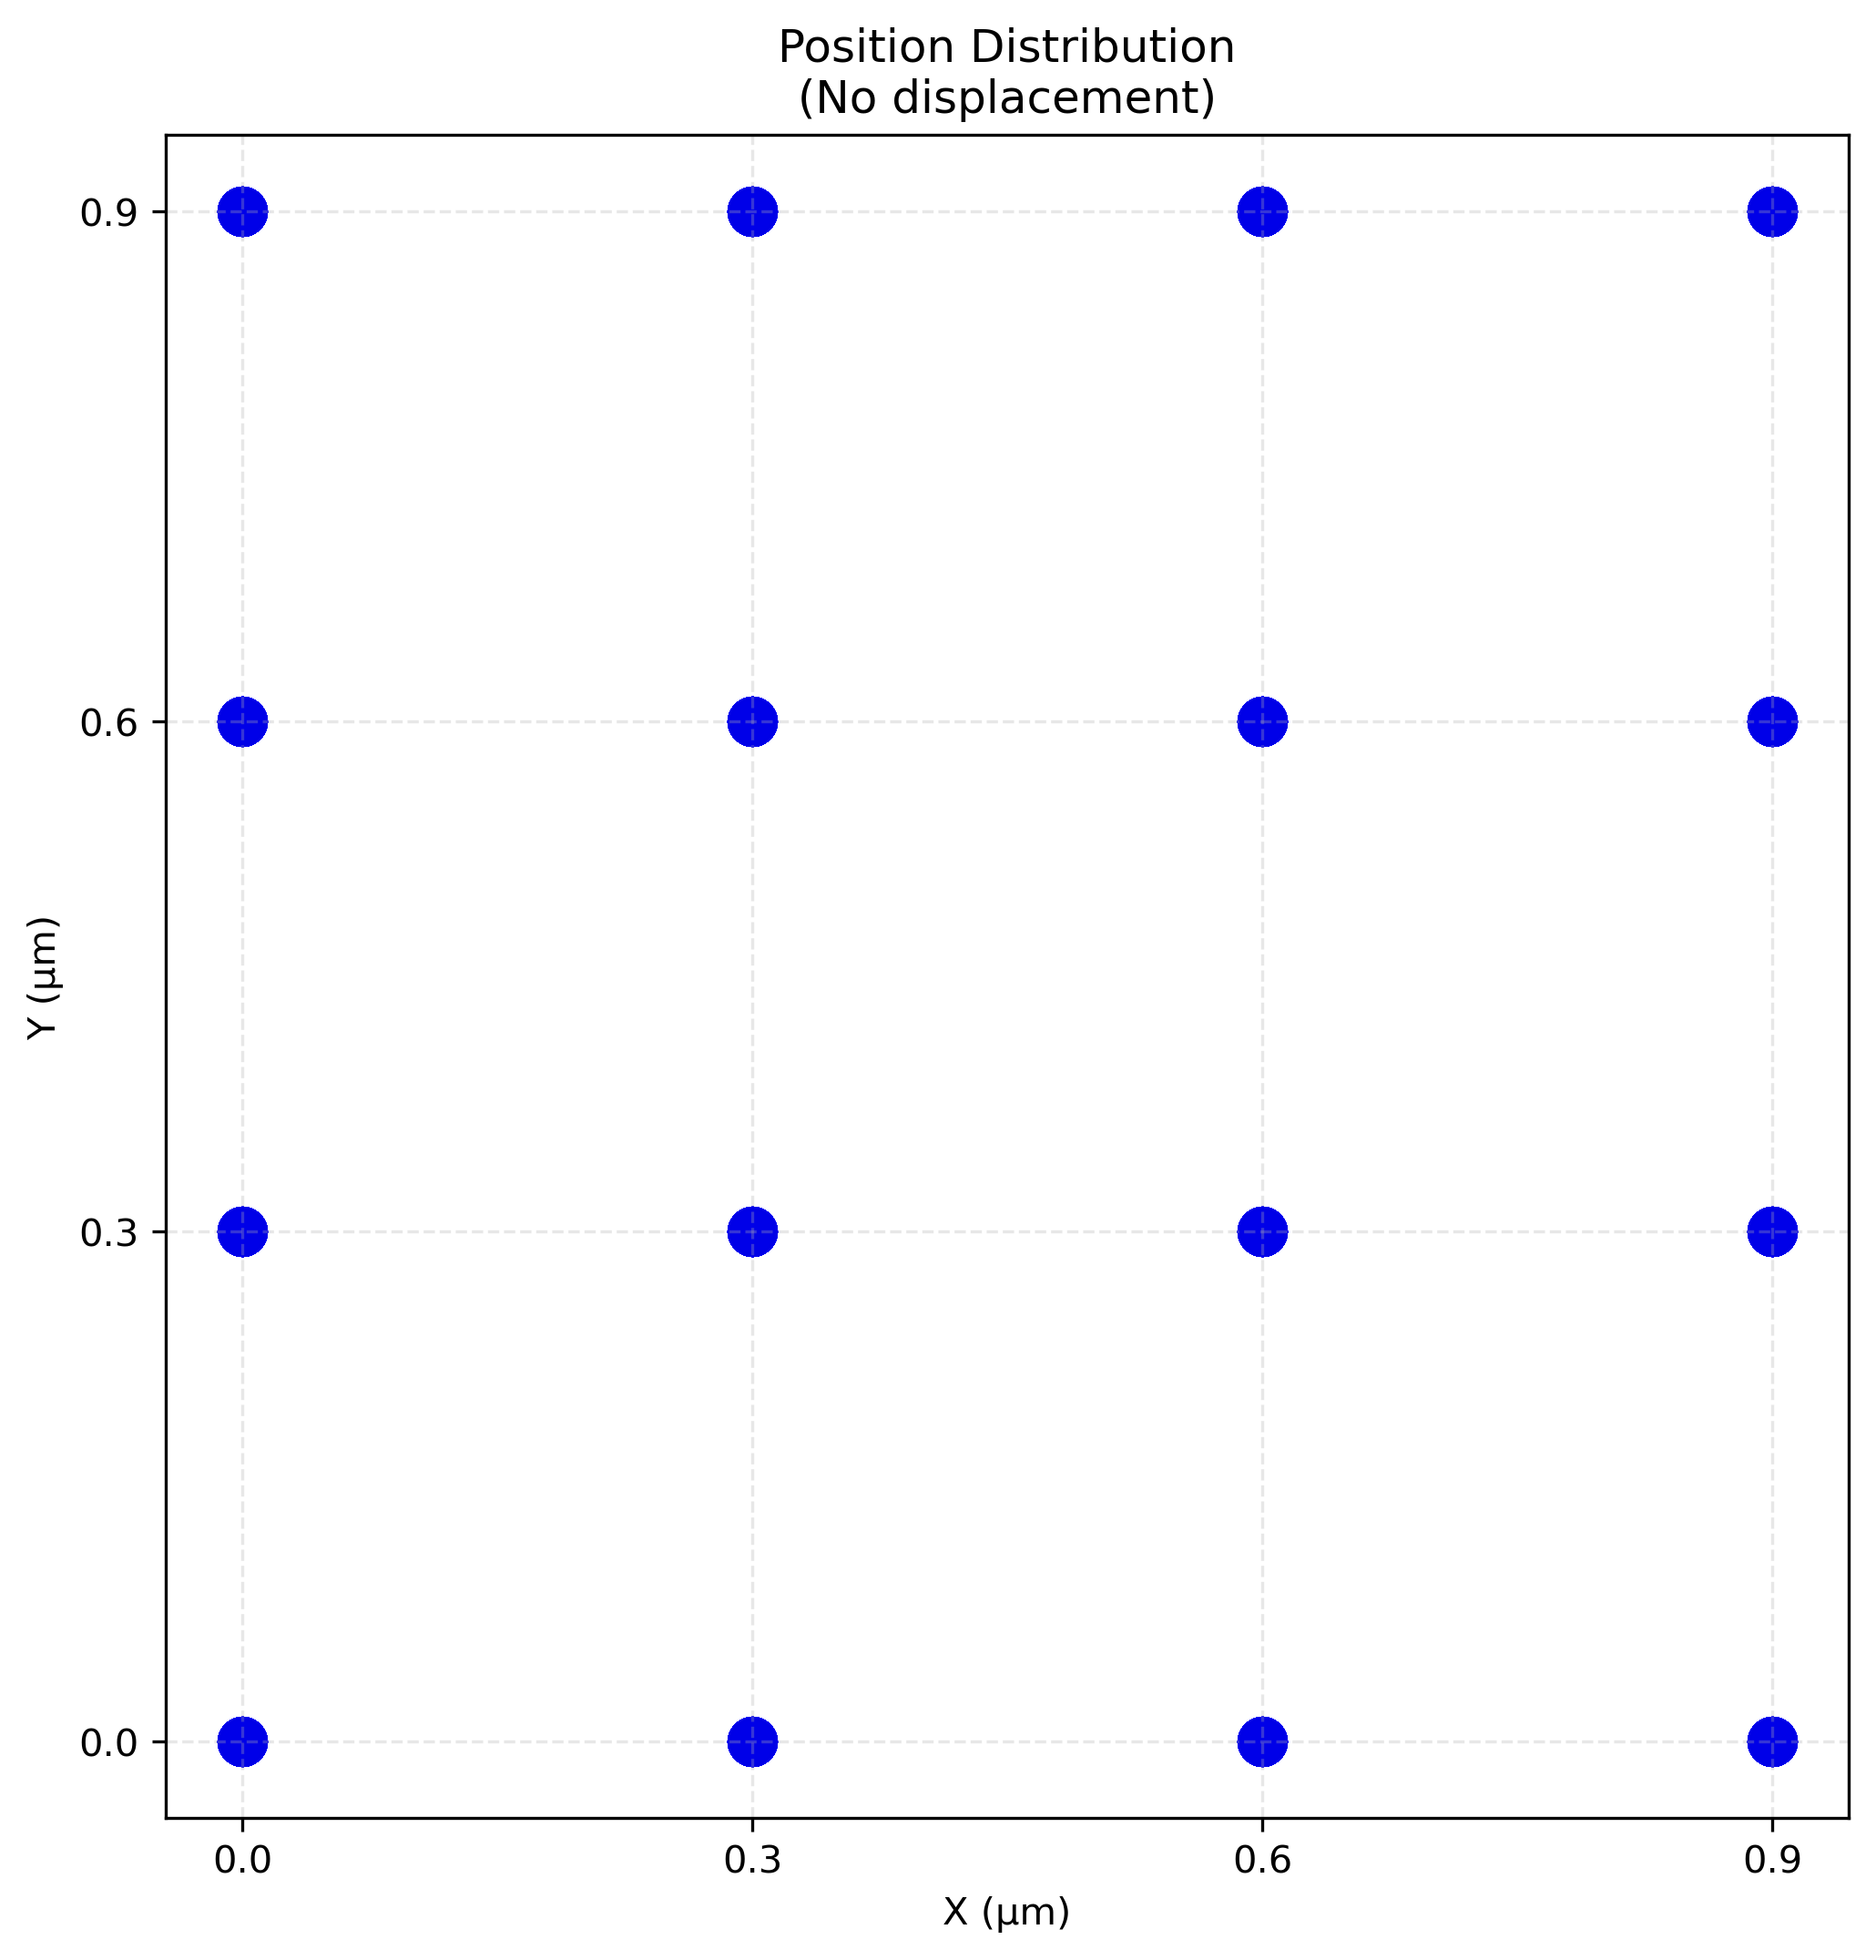 Position Distribution
(No displacement)
0.9
0.6
0.3
0.0
Y (μm)
0.0 0.3 0.6 0.9
X (μm)